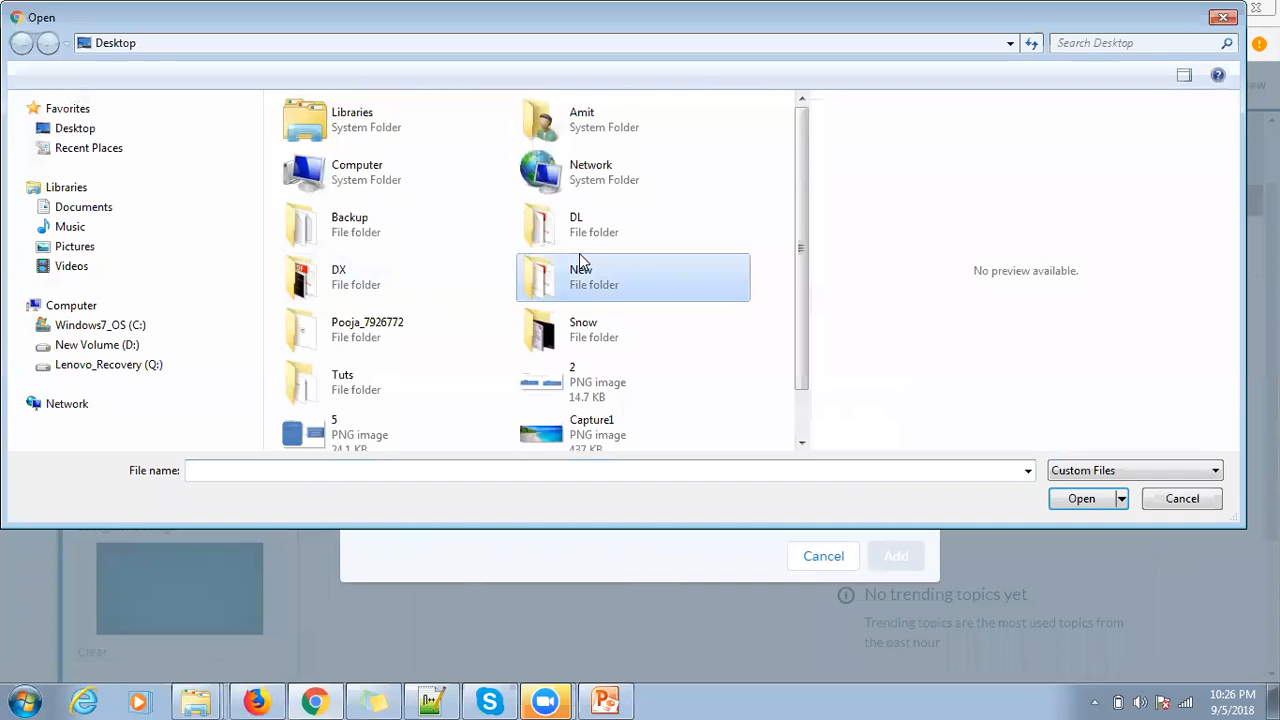 Open
Desktop
Search Desktop
Favorites
Desktop
Recent Places
Libraries
Documents
Music
Pictures
Videos
Computer
Windows7_OS (C:)
New Volume (D:)
Lenovo_Recovery (Q:)
Network
Libraries
System Folder
Amit
System Folder
Computer
System Folder
Network
System Folder
Backup
File folder
DL
File folder
DX
File folder
New
File folder
Pooja_7926772
File folder
Snow
File folder
Tuts
File folder
2
PNG image
14.7 KB
5
PNG image
24.1 KB
Capture1
PNG image
437 KB
No preview available.
File name:
Custom Files
Open
Cancel
Cancel
Add
No trending topics yet
Trending topics are the most used topics from
the past hour
Clear
10:26 PM
9/5/2018